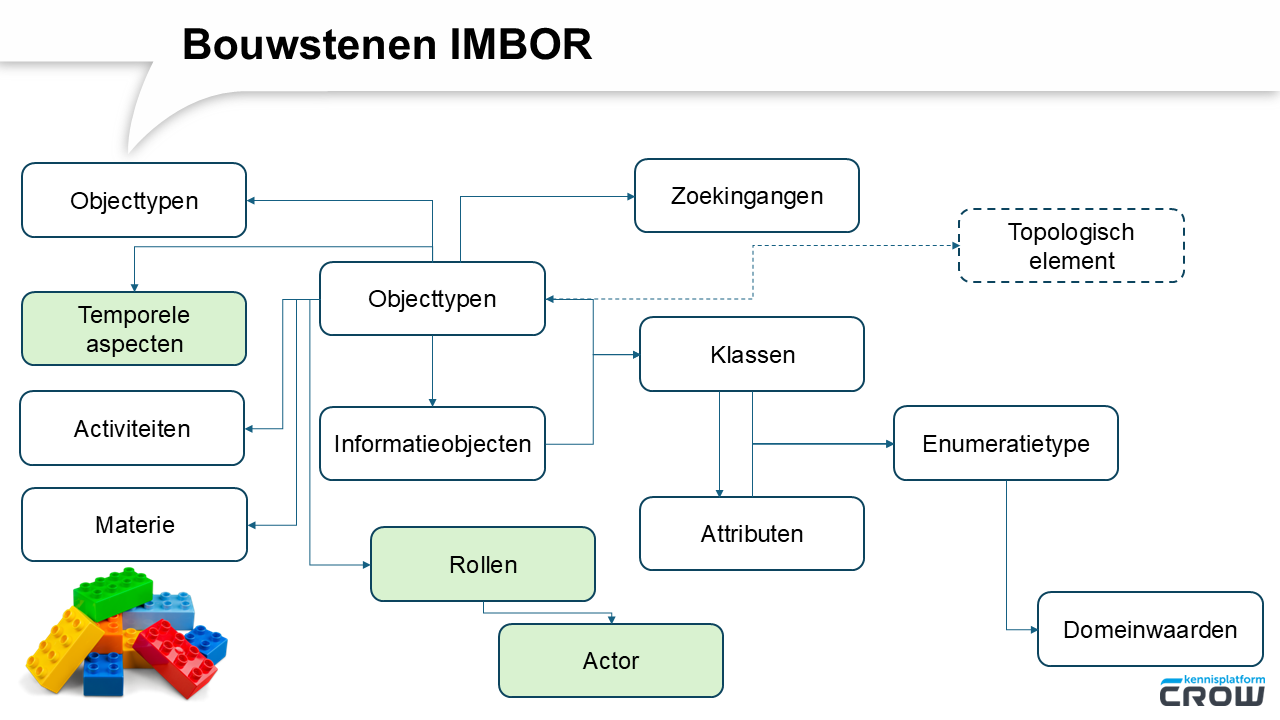 Bouwstenen IMBOR
Objecttypen
Zoekingangen
Topologisch
element
Objecttypen
Temporele
aspecten
Klassen
Activiteiten
Informatieobjecten
Enumeratietype
Materie
Attributen
Rollen
Domeinwaarden
Actor
kennisplatform
CROW